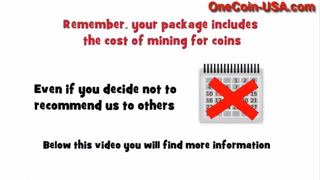 OneCoin-USA.com
Remember. your package includes
the cost of mining for coins
Even if you decide not to
recommend us to others
Below this video you will find more information